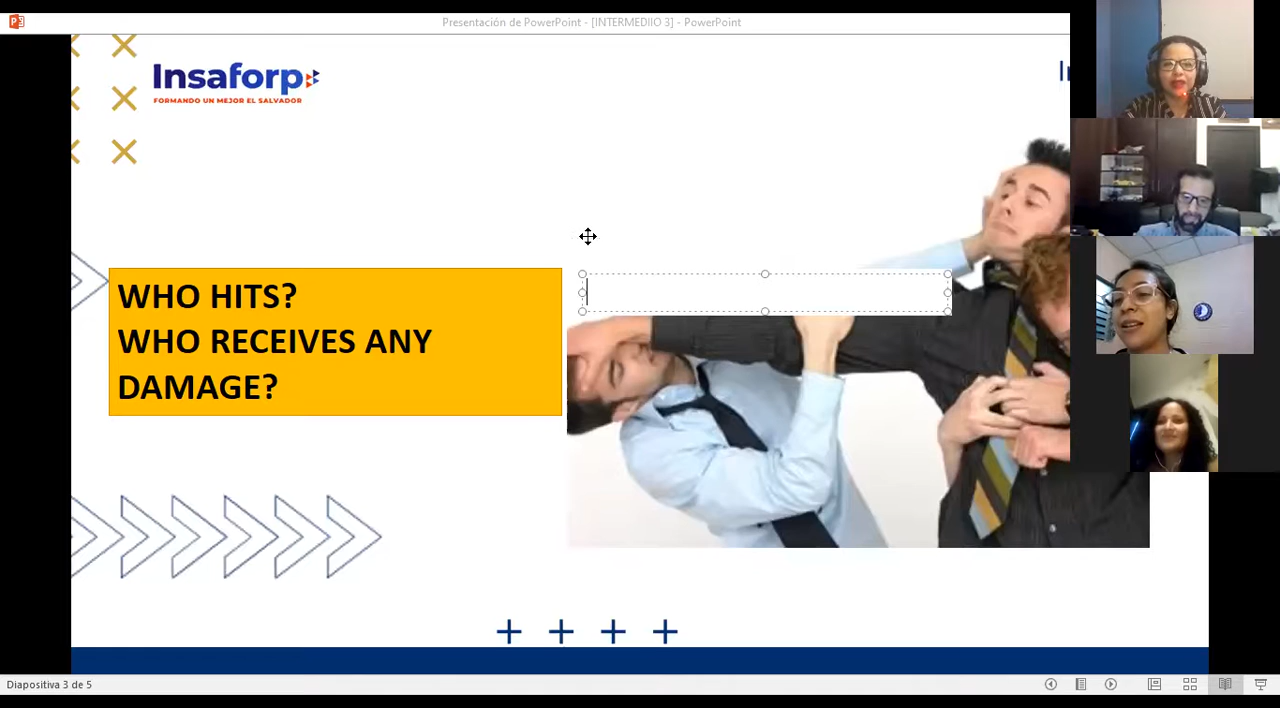 Presentación de PowerPoint - [INTERMEDIIO 3] - PowerPoint
Insaforp
FORMANDO UN MEJOR EL SALVADOR
WHO HITS?
WHO RECEIVES ANY
DAMAGE?
Diapositiva 3 de 5